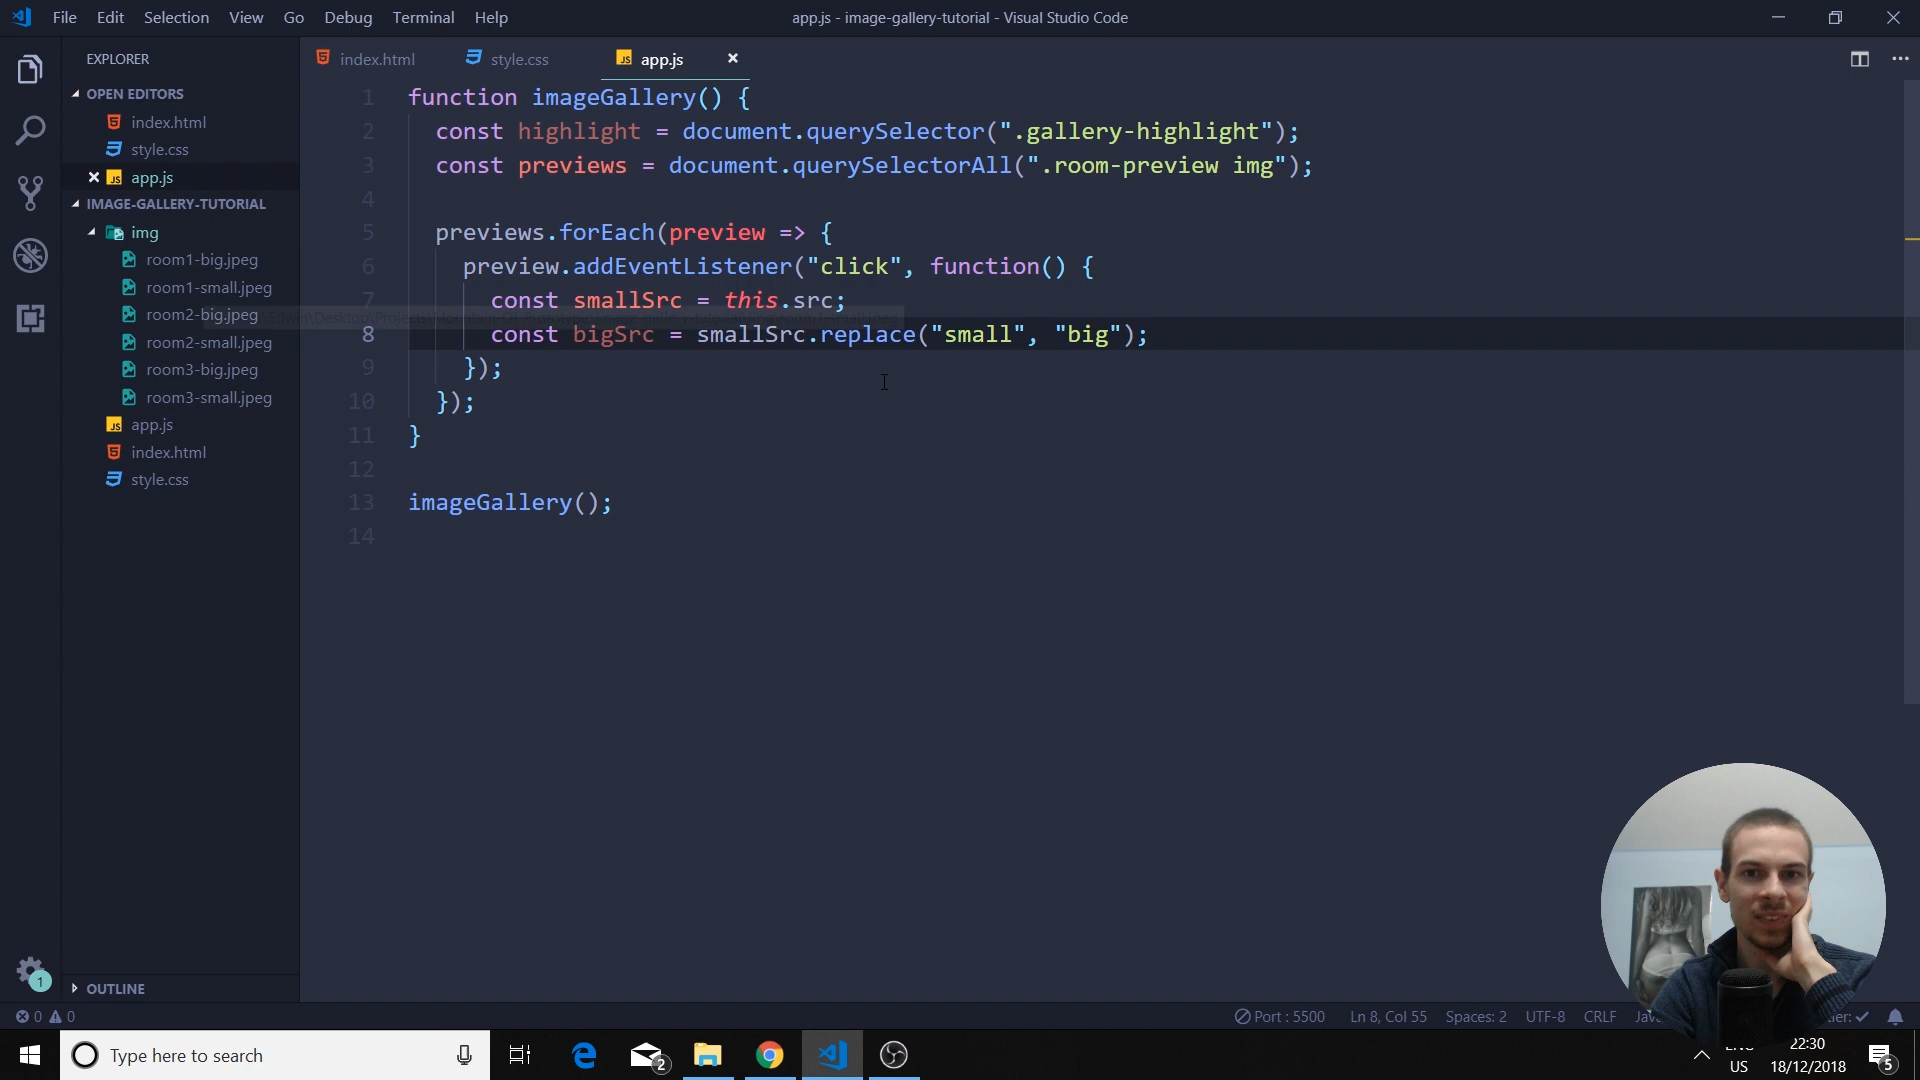 File Edit Selection View Go Debug Terminal Help
app.js - image-gallery-tutorial - Visual Studio Code
EXPLORER
OPEN EDITORS
index.html
style.css
app.js
IMAGE-GALLERY-TUTORIAL
img
room1-big.jpeg
room1-small.jpeg
room2-big.jpeg
room2-small.jpeg
room3-big.jpeg
room3-small.jpeg
app.js
index.html
style.css
OUTLINE
index.html style.css app.js
1 function imageGallery() {
2 const highlight = document.querySelector(".gallery-highlight");
3 const previews = document.querySelectorAll(".room-preview img");
4
5 previews.forEach(preview => {
6 preview.addEventListener("click", function() {
7 const smallSrc = this.src;
8 const bigSrc = smallSrc.replace("small", "big");
9 });
10 });
11 }
12
13 imageGallery();
14
0 0
Port : 5500 Ln 8, Col 55 Spaces: 2 UTF-8 CRLF
1
Type here to search
2
US
22:30
18/12/2018
5